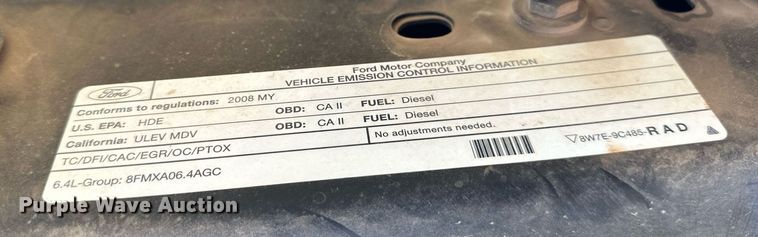 Ford Motor Company
VEHICLE EMISSION CONTROL INFORMATION
Ford
Conforms to regulations: 2008 MY
U.S. EPA: HDE OBD: CA II FUEL: Diesel
California: ULEV MDV OBD: CA II FUEL: Diesel
TC/DFI/CAC/EGR/OC/PTOX No adjustments needed.
6.4L-Group: 8FMXA06.4AGC 8W7E-9C485-RAD
Purple Wave Auction